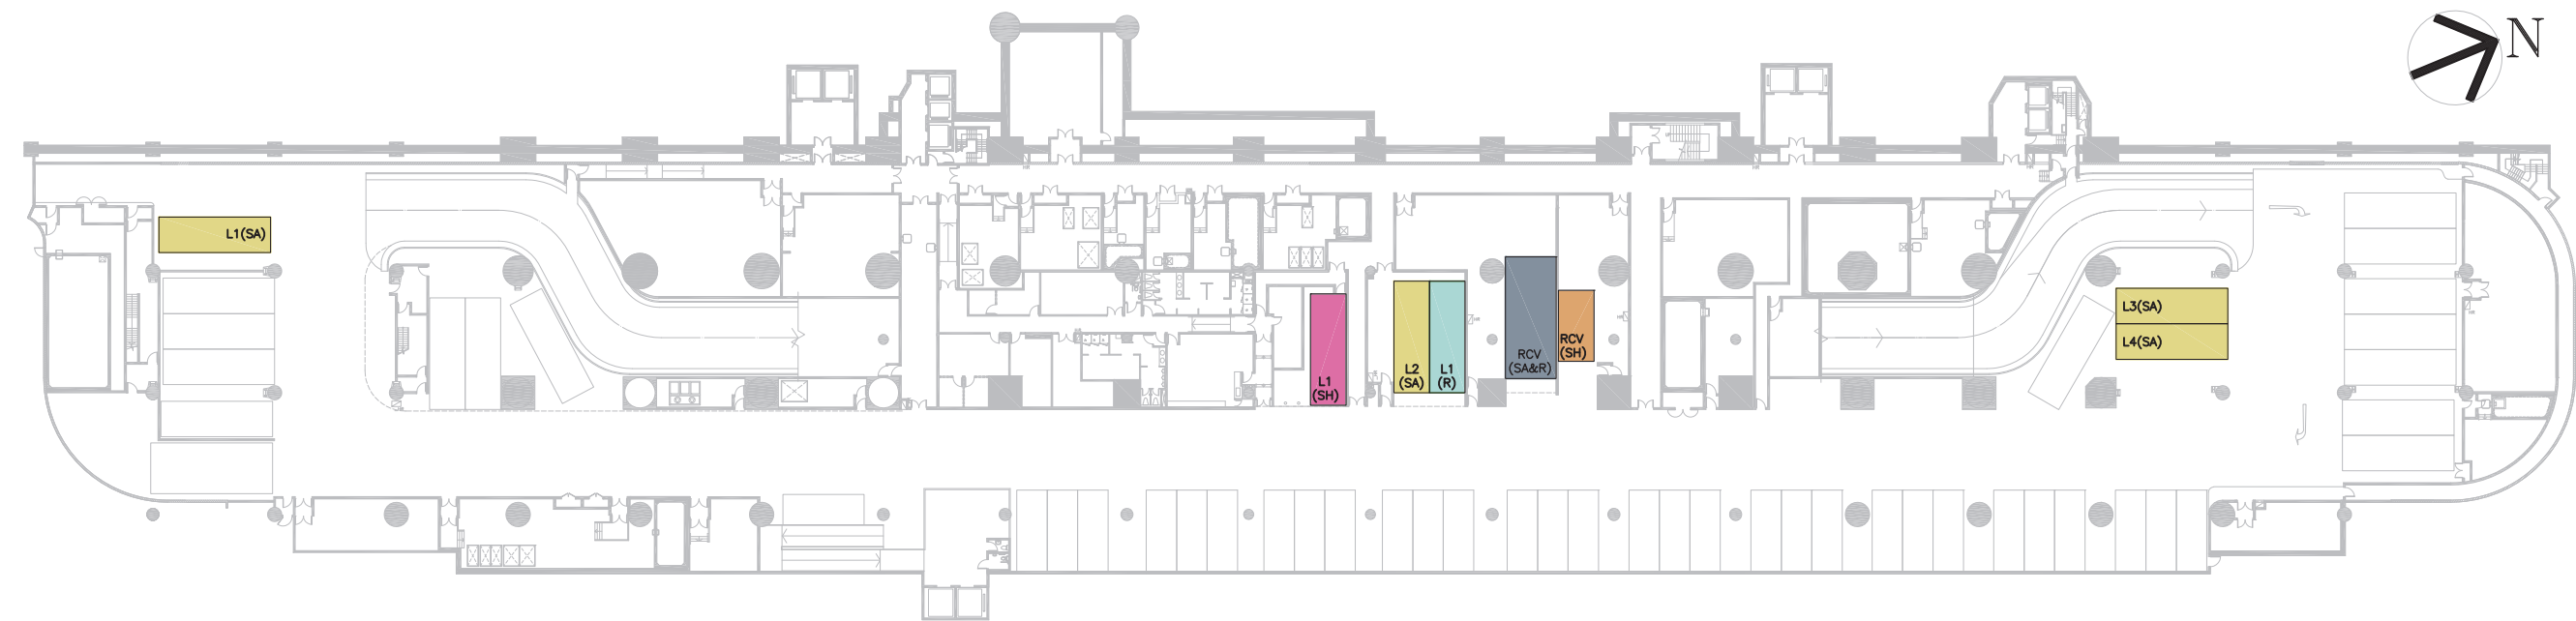 N
L1(SA)
L3(SA)
L4(SA)
L1
(SH)
L2
(SA)
L1
(R)
RCV
(SA&R)
RCV
(SH)